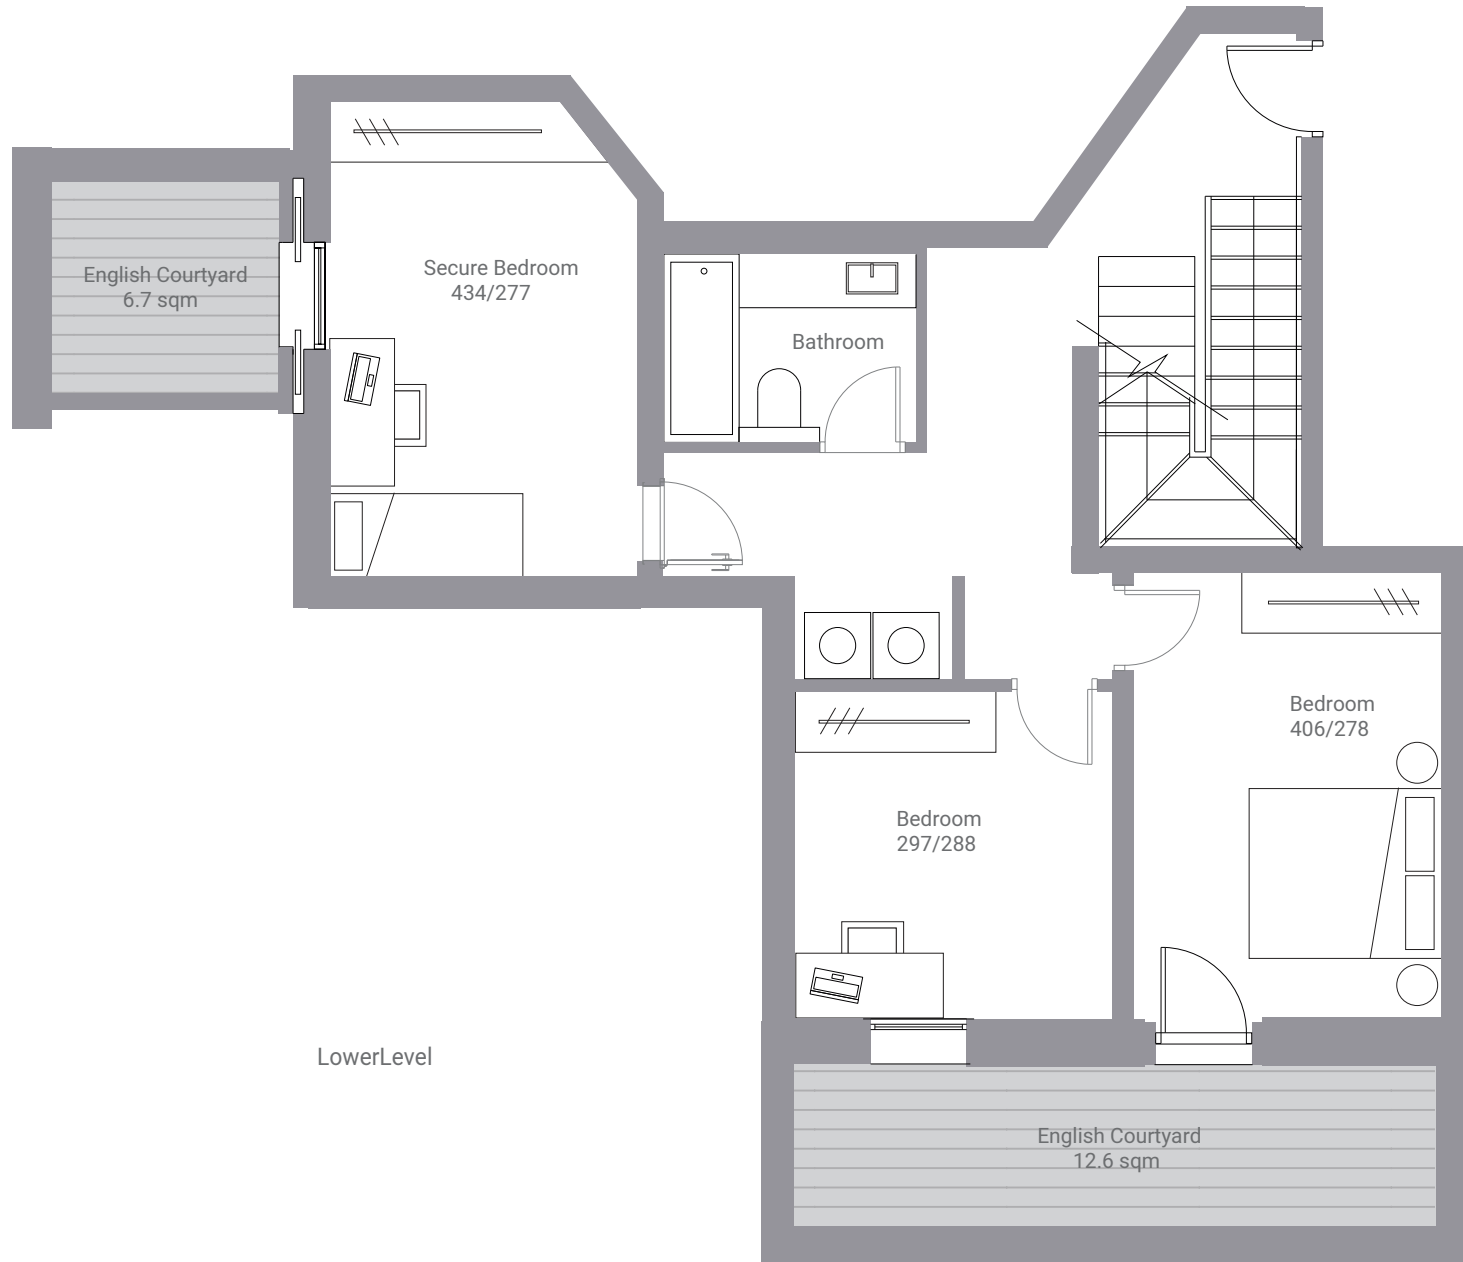 English Courtyard
6.7 sqm
Secure Bedroom
434/277
Bathroom
Bedroom
406/278
Bedroom
297/288
LowerLevel
English Courtyard
12.6 sqm